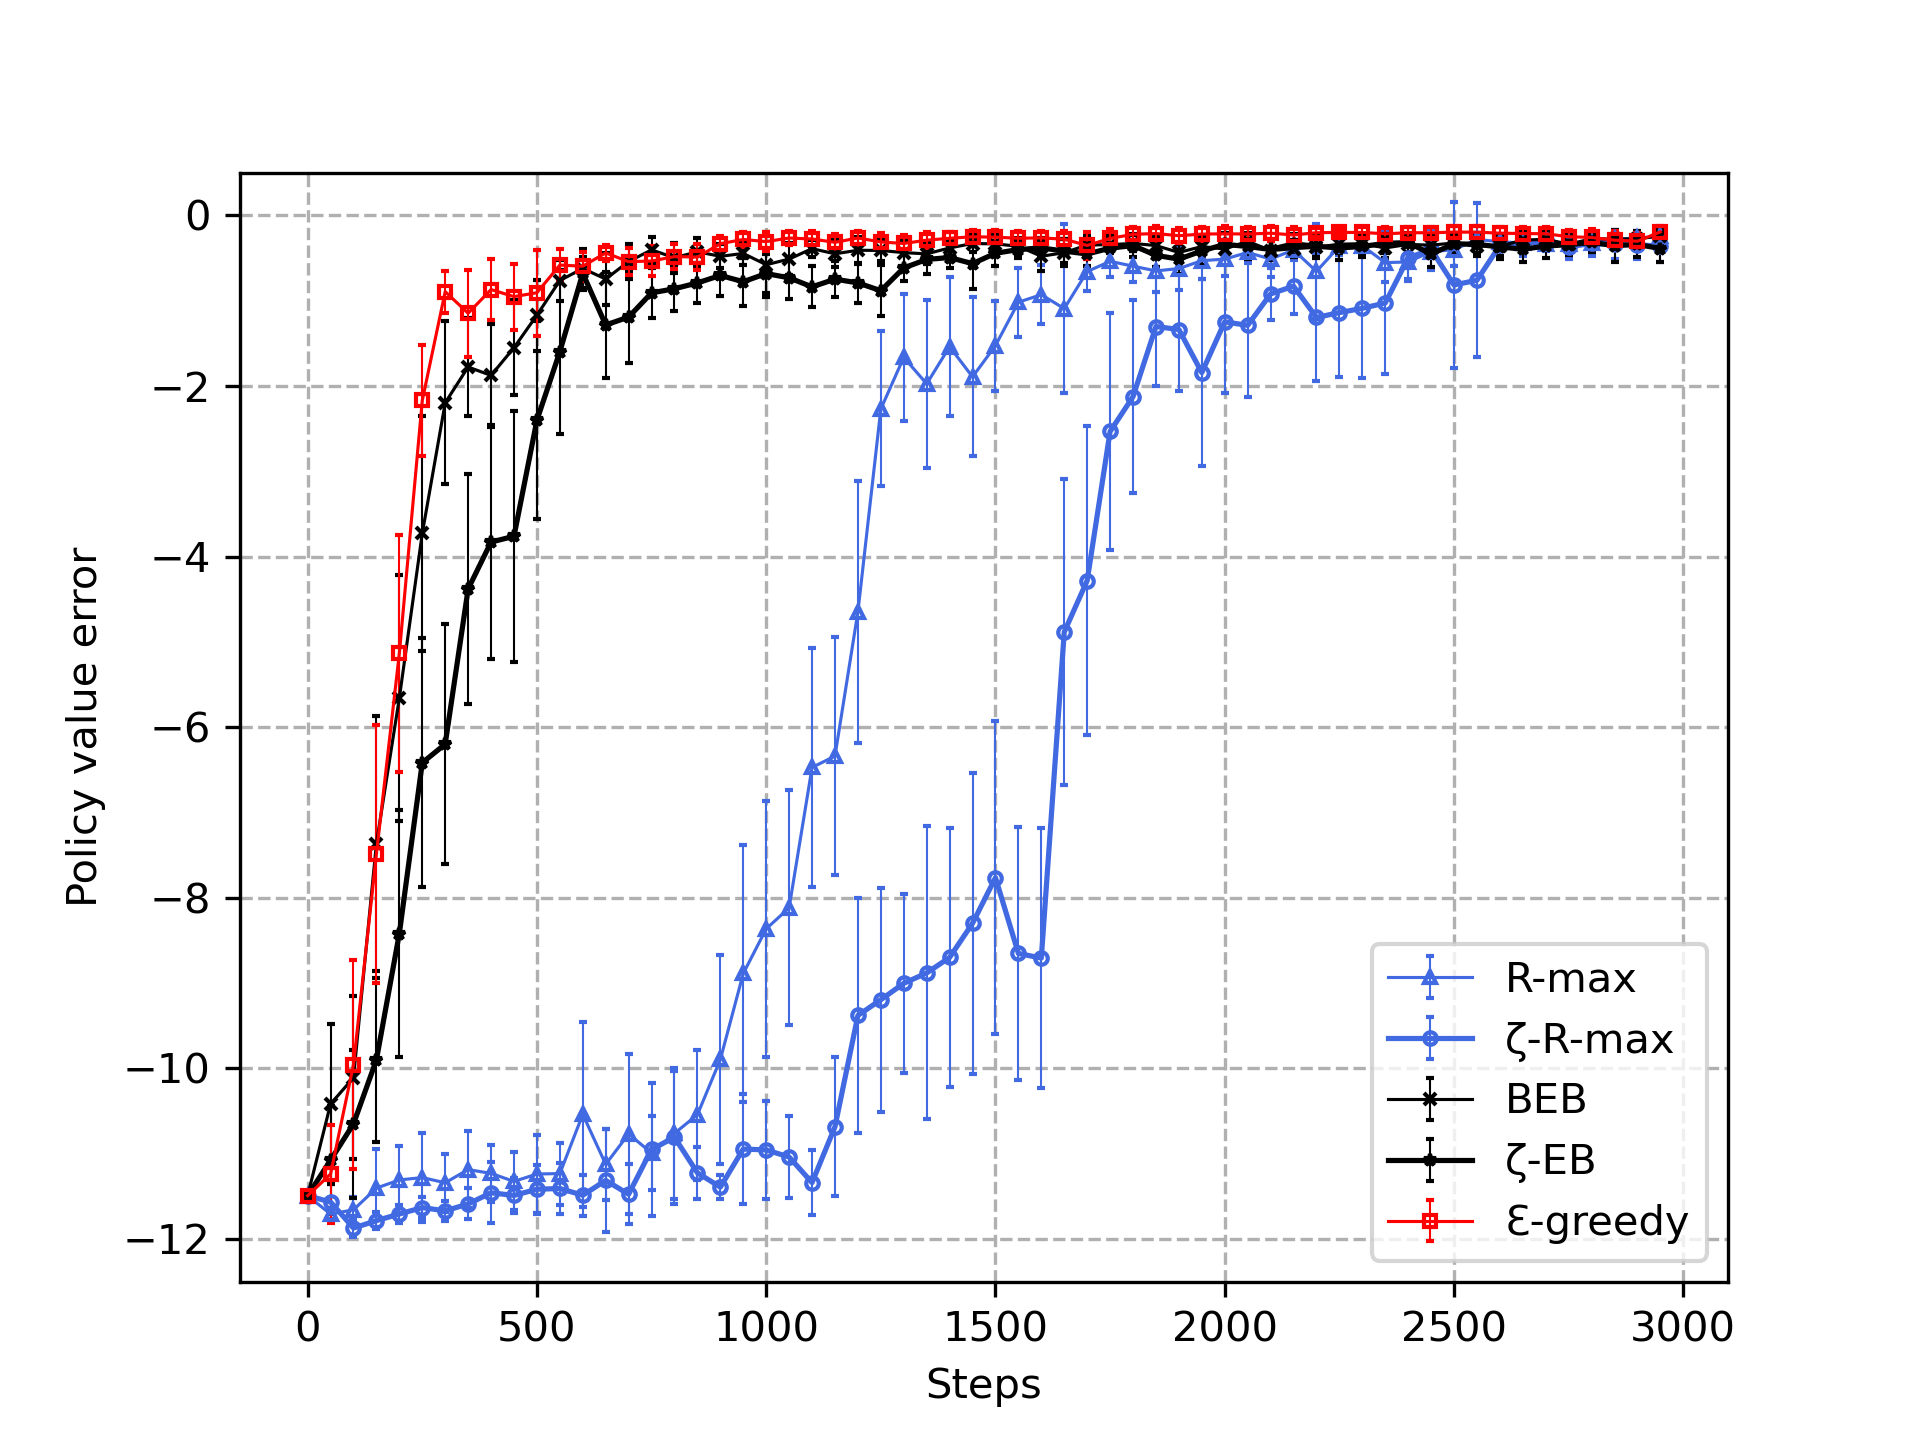 0
−2
−4
−6
−8
−10
−12
Policy value error
0 500 1000 1500 2000 2500 3000
Steps
R-max
ζ-R-max
BEB
ζ-EB
Ɛ-greedy